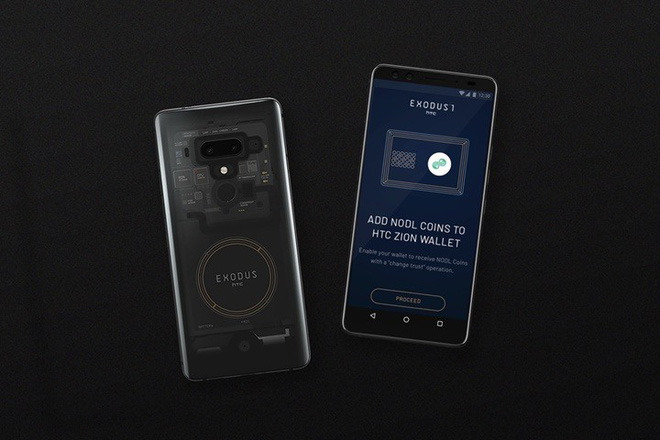 EXODUS
htc
EXODUS 1
htc
ADD NODL COINS TO
HTC ZION WALLET
Enable your wallet to receive NODL Coins
with a "change trust" operation.
PROCEED